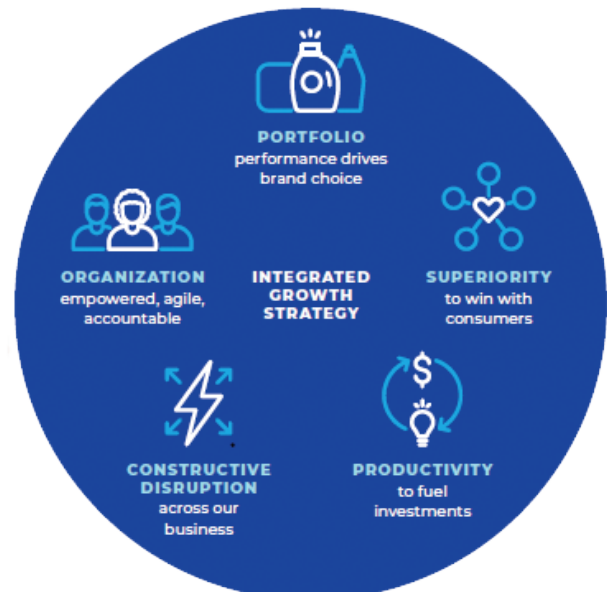 PORTFOLIO
performance drives
brand choice
ORGANIZATION
empowered, agile,
accountable
INTEGRATED
GROWTH
STRATEGY
SUPERIORITY
to win with
consumers
CONSTRUCTIVE
DISRUPTION
across our
business
PRODUCTIVITY
to fuel
investments
$